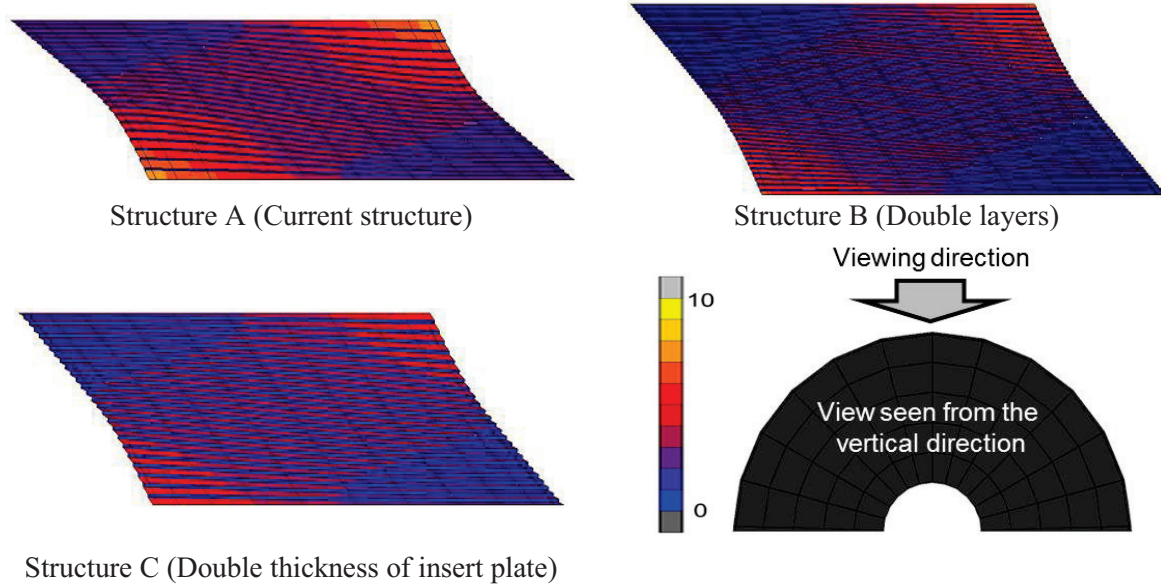 Structure A (Current structure)
Structure B (Double layers)
Viewing direction
10
0
View seen from the
vertical direction
Structure C (Double thickness of insert plate)